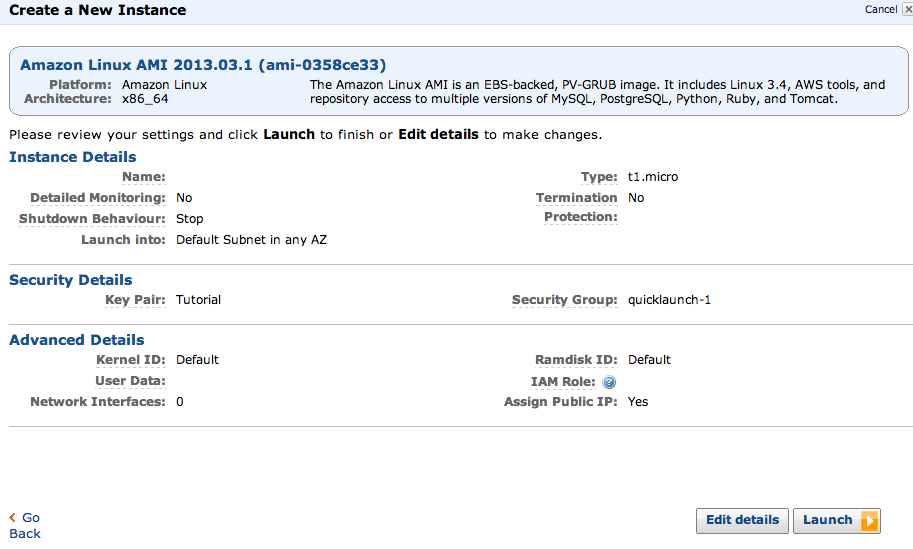 Create a New Instance
Cancel
Amazon Linux AMI 2013.03.1 (ami-0358ce33)
Platform: Amazon Linux
Architecture: x86_64
The Amazon Linux AMI is an EBS-backed, PV-GRUB image. It includes Linux 3.4, AWS tools, and
repository access to multiple versions of MySQL, PostgreSQL, Python, Ruby, and Tomcat.
Please review your settings and click Launch to finish or Edit details to make changes.
Instance Details
Name:
Type: t1.micro
Detailed Monitoring: No
Termination Protection: No
Shutdown Behaviour: Stop
Launch into: Default Subnet in any AZ
Security Details
Key Pair: Tutorial
Security Group: quicklaunch-1
Advanced Details
Kernel ID: Default
Ramdisk ID: Default
User Data:
IAM Role: ?
Network Interfaces: 0
Assign Public IP: Yes
Go
Back
Edit details
Launch